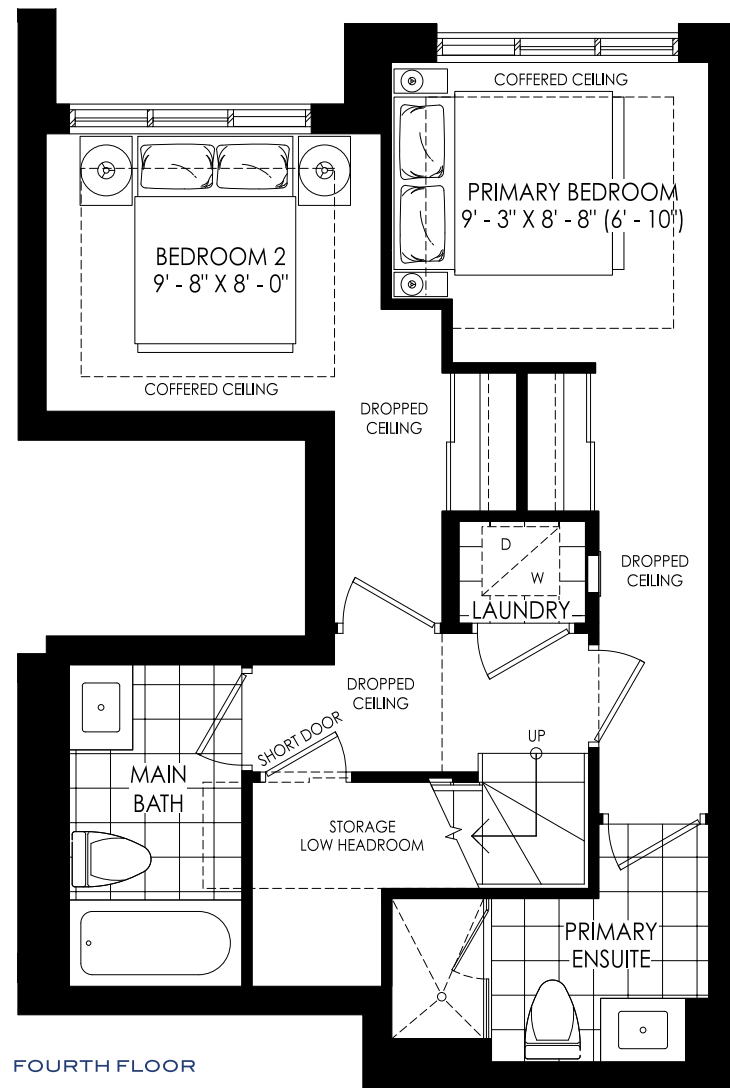 COFFERED CEILING
PRIMARY BEDROOM
9' - 3" X 8' - 8" (6' - 10")
BEDROOM 2
9' - 8" X 8' - 0"
COFFERED CEILING
DROPPED
CEILING
D
W
LAUNDRY
DROPPED
CEILING
DROPPED
CEILING
SHORT DOOR
UP
MAIN
BATH
STORAGE
LOW HEADROOM
PRIMARY
ENSUITE
FOURTH FLOOR